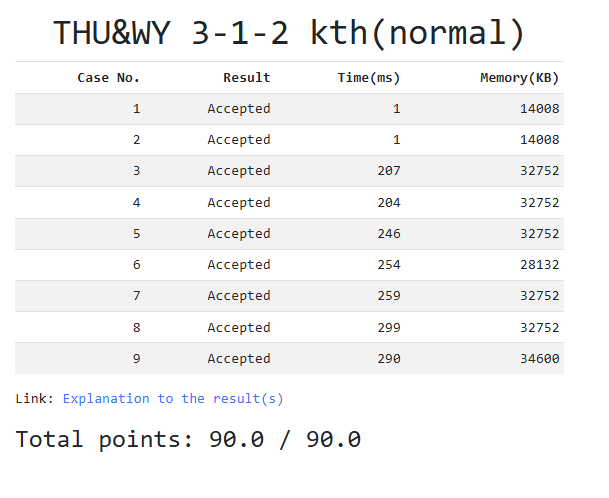 THU&WY 3-1-2 kth(normal)
Case No. Result Time(ms) Memory(KB)
1 Accepted 1 14008
2 Accepted 1 14008
3 Accepted 207 32752
4 Accepted 204 32752
5 Accepted 246 32752
6 Accepted 254 28132
7 Accepted 259 32752
8 Accepted 299 32752
9 Accepted 290 34600
Link: Explanation to the result(s)
Total points: 90.0 / 90.0